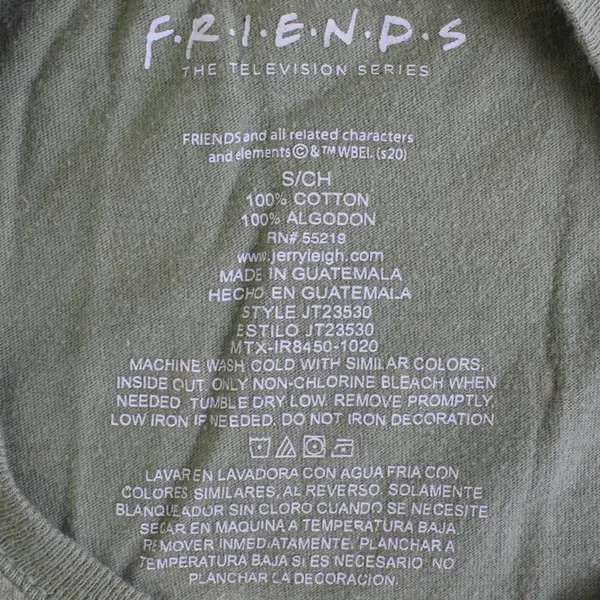 F·R·I·E·N·D·S
THE TELEVISION SERIES
FRIENDS and all related characters
and elements © & ™ WBEI. (s20)
S/CH
100% COTTON
100% ALGODON
RN# 55219
www.jerryleigh.com
MADE IN GUATEMALA
HECHO EN GUATEMALA
STYLE JT23530
ESTILO JT23530
MTX-IR8450-1020
MACHINE WASH COLD WITH SIMILAR COLORS,
INSIDE OUT. ONLY NON-CHLORINE BLEACH WHEN
NEEDED. TUMBLE DRY LOW. REMOVE PROMPTLY.
LOW IRON IF NEEDED. DO NOT IRON DECORATION
LAVAR EN LAVADORA CON AGUA FRIA CON
COLORES SIMILARES, AL REVERSO. SOLAMENTE
BLANQUEADOR SIN CLORO CUANDO SE NECESITE
SECAR EN MAQUINA A TEMPERATURA BAJA.
REMOVER INMEDIATAMENTE. PLANCHAR A
TEMPERATURA BAJA SI ES NECESARIO. NO
PLANCHAR LA DECORACION.